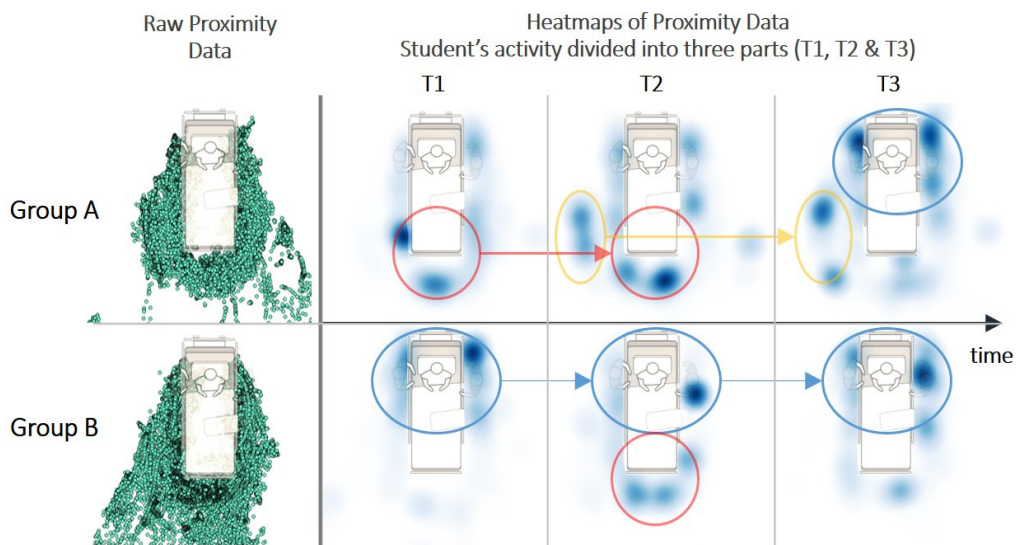 Raw Proximity
Data
Heatmaps of Proximity Data
Student's activity divided into three parts (T1, T2 & T3)
T1
T2
T3
Group A
time
Group B